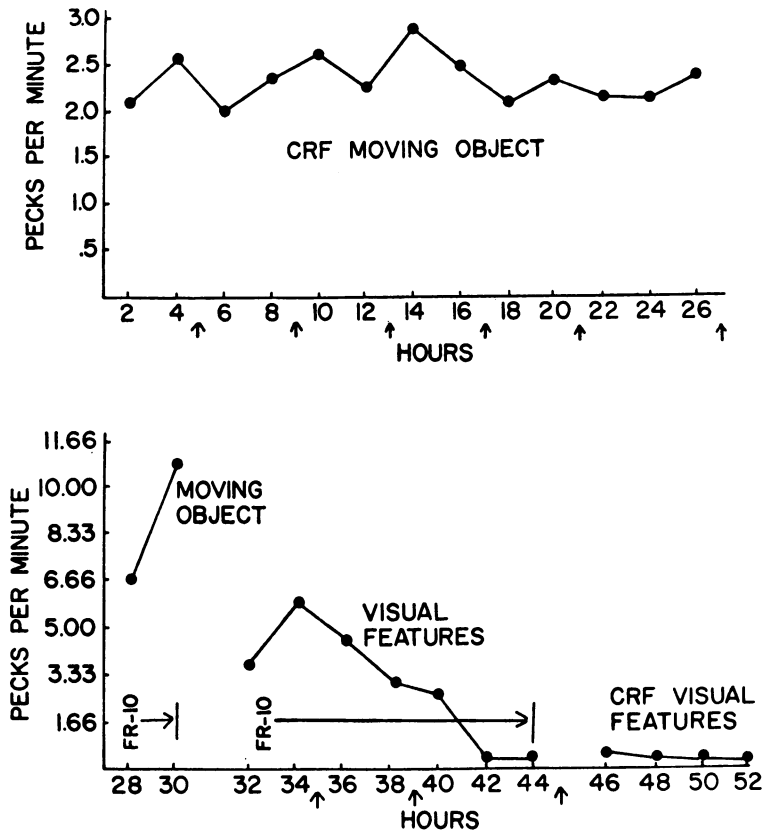 PECKS PER MINUTE
3.0
2.5
2.0
1.5
1.0
.5
CRF MOVING OBJECT
2 4 6 8 10 12 14 16 18 20 22 24 26
HOURS
PECKS PER MINUTE
11.66
10.00
8.33
6.66
5.00
3.33
1.66
MOVING
OBJECT
VISUAL
FEATURES
FR-10
FR-10
CRF VISUAL
FEATURES
28 30 32 34 36 38 40 42 44 46 48 50 52
HOURS